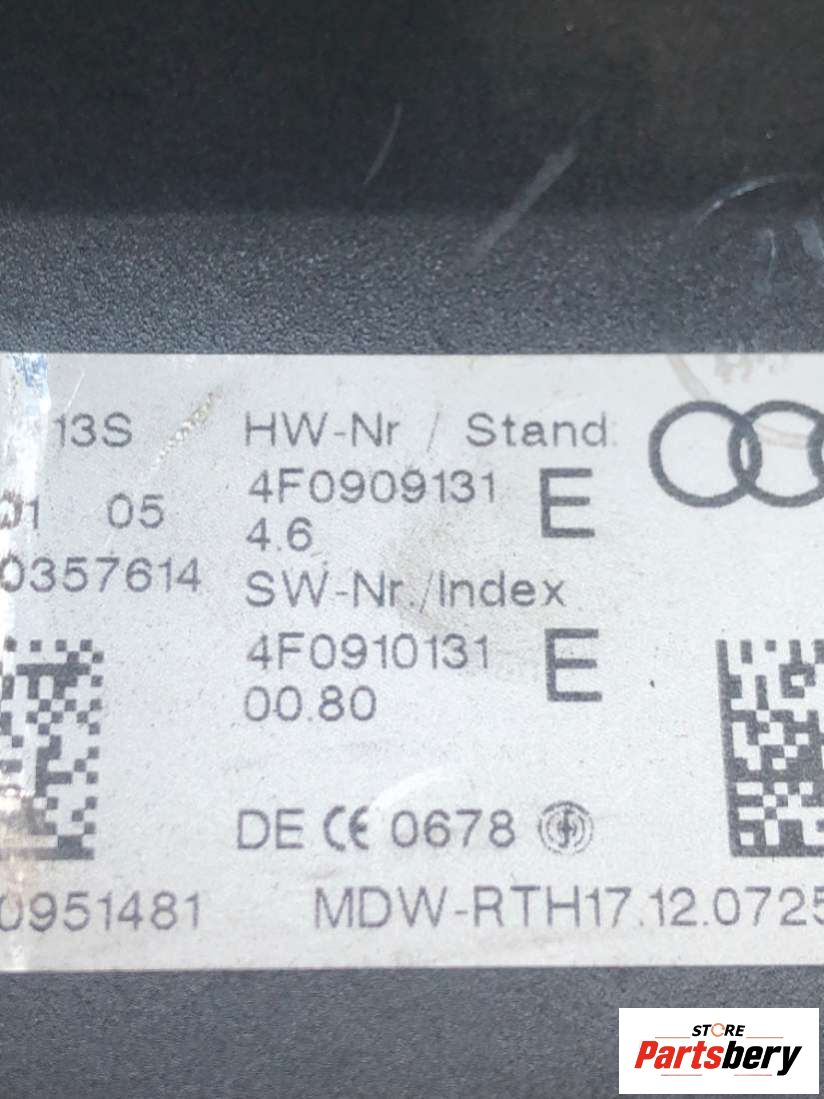 13S HW-Nr / Stand:
4F0909131 E
01 05 4.6
0357614 SW-Nr./Index
4F0910131 E
00.80
DE CE 0678
0951481 MDW-RTH17.12.0725
STORE
Partsbery